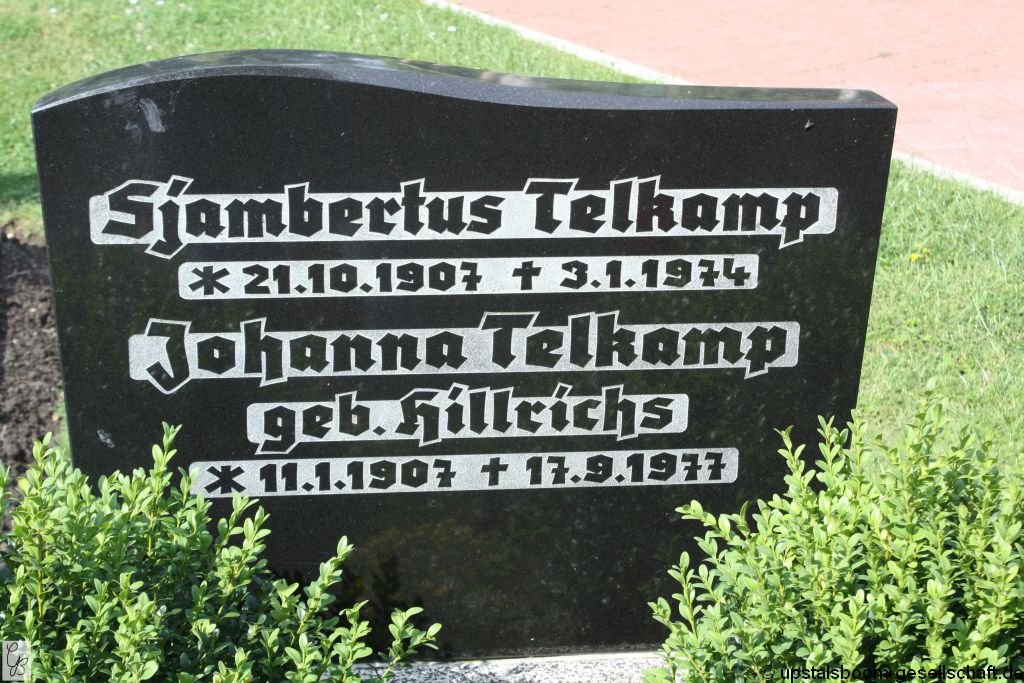 Sjambertus Telkamp
* 21.10.1907 † 3.1.1974
Johanna Telkamp
geb. Hillrichs
* 11.1.1907 † 17.9.1977
© upstalsboom-gesellschaft.de